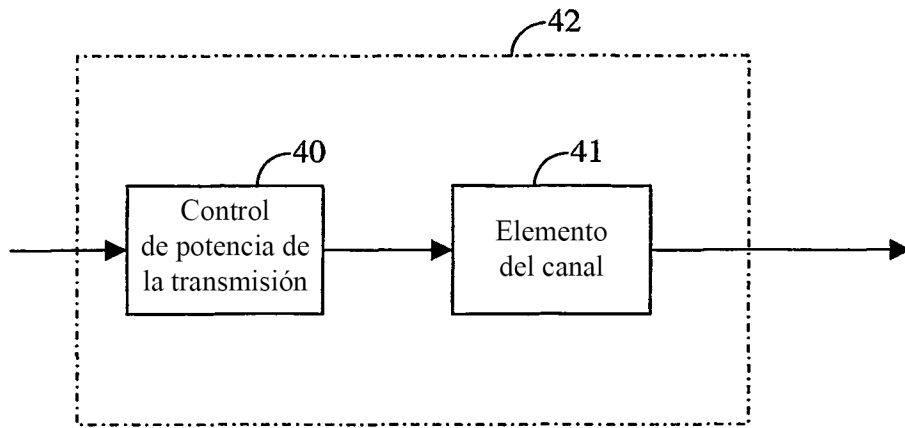 42
40
41
Control
de potencia de
la transmisión
Elemento
del canal